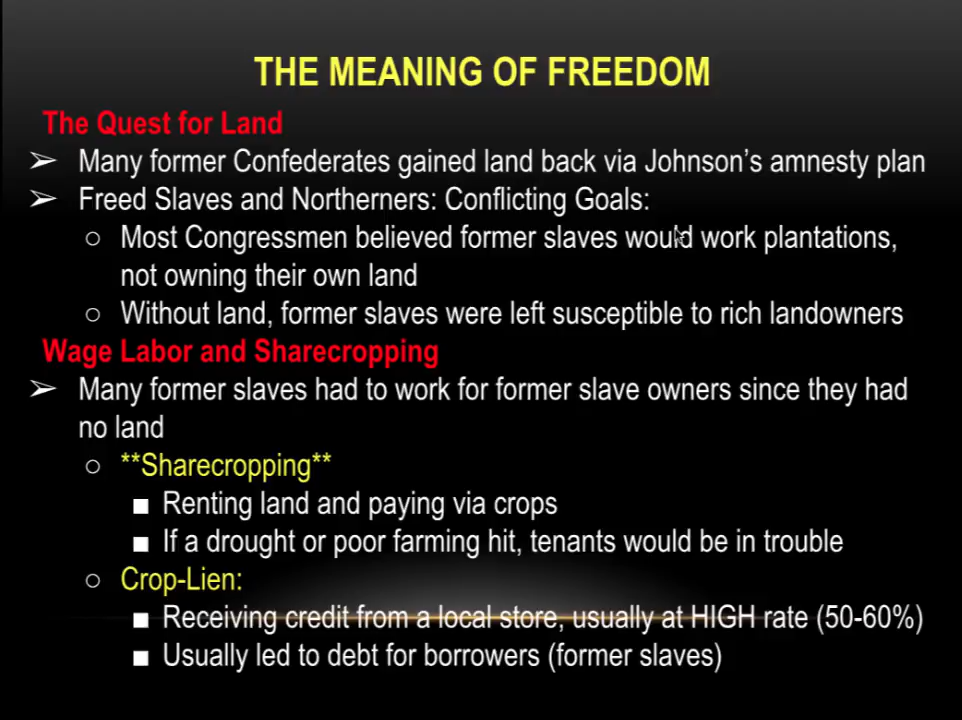 THE MEANING OF FREEDOM
The Quest for Land
➢ Many former Confederates gained land back via Johnson’s amnesty plan
➢ Freed Slaves and Northerners: Conflicting Goals:
○ Most Congressmen believed former slaves would work plantations,
not owning their own land
○ Without land, former slaves were left susceptible to rich landowners
Wage Labor and Sharecropping
➢ Many former slaves had to work for former slave owners since they had
no land
○ **Sharecropping**
■ Renting land and paying via crops
■ If a drought or poor farming hit, tenants would be in trouble
○ Crop-Lien:
■ Receiving credit from a local store, usually at HIGH rate (50-60%)
■ Usually led to debt for borrowers (former slaves)